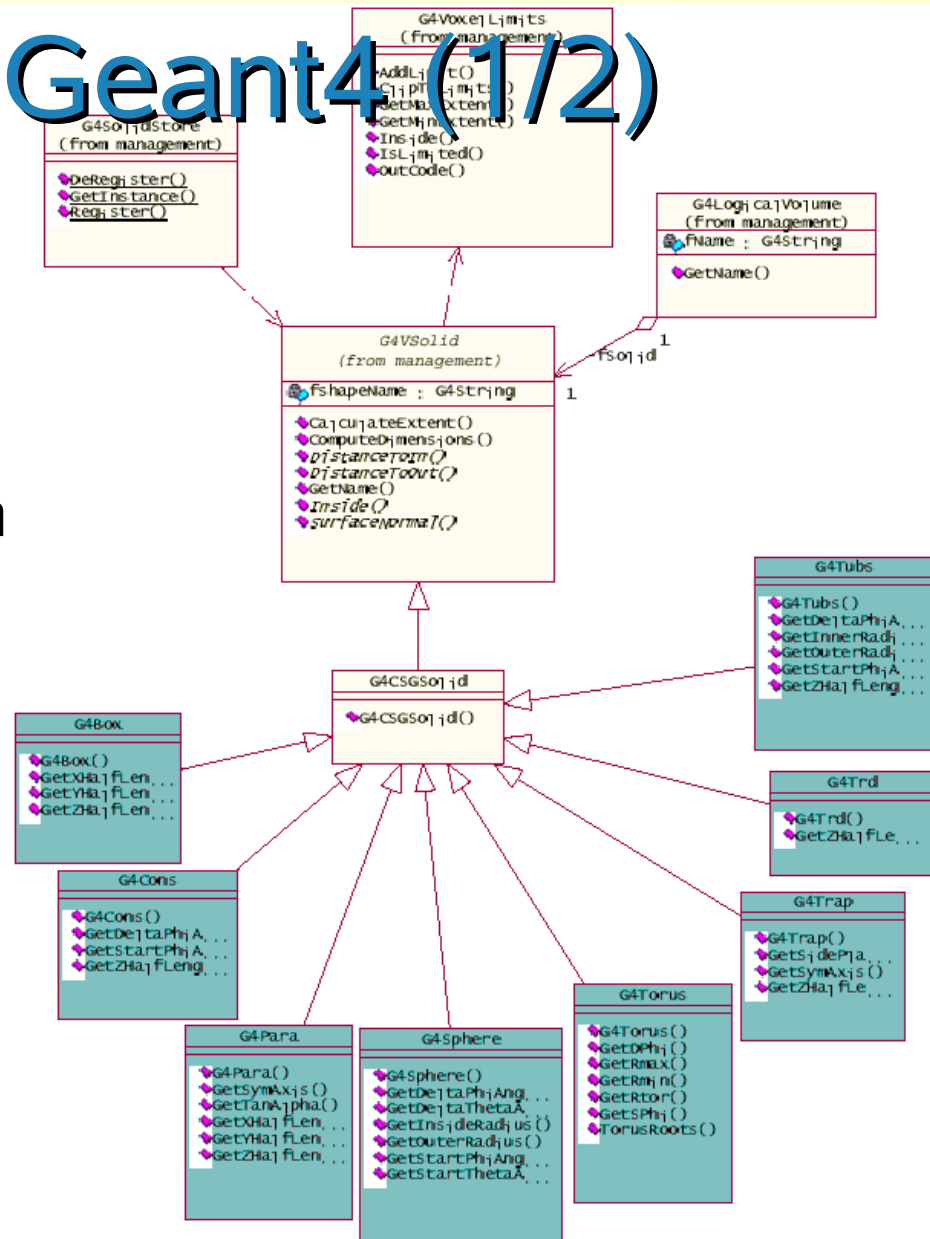 Geant4 (1/2)
G4VoxelLimits
(from management)
AddLimit()
ClipToLimits()
GetMaxExtent()
GetMinExtent()
Inside()
IsLimited()
OutCode()
G4SolidStore
(from management)
DeRegister()
GetInstance()
Register()
G4LogicalVolume
(from management)
fName : G4String
GetName()
1
-fSolid
1
G4VSolid
(from management)
fshapeName : G4String
CalculateExtent()
ComputeDimensions()
DistanceToIn()
DistanceToOut()
GetName()
Inside()
SurfaceNormal()
G4CSGSolid
G4CSGSolid()
G4Tubs
G4Tubs()
GetDeltaPhiA...
GetInnerRadi...
GetOuterRadi...
GetStartPhiA...
GetZHalfLeng...
G4Box
G4Box()
GetXHalfLen...
GetYHalfLen...
GetZHalfLen...
G4Trd
G4Trd()
GetZHalfLe...
G4Cons
G4Cons()
GetDeltaPhiA...
GetStartPhiA...
GetZHalfLeng...
G4Trap
G4Trap()
GetSidePla...
GetSymAxis()
GetZHalfLe...
G4Para
G4Para()
GetSymAxis()
GetTanAlpha()
GetXHalfLen...
GetYHalfLen...
GetZHalfLen...
G4Sphere
G4Sphere()
GetDeltaPhiAng...
GetDeltaThetaA...
GetInsideRadius()
GetOuterRadius()
GetStartPhiAng...
GetStartThetaA...
G4Torus
G4Torus()
GetDPhi()
GetRmax()
GetRmin()
GetRtor()
GetSPhi()
TorusRoots()